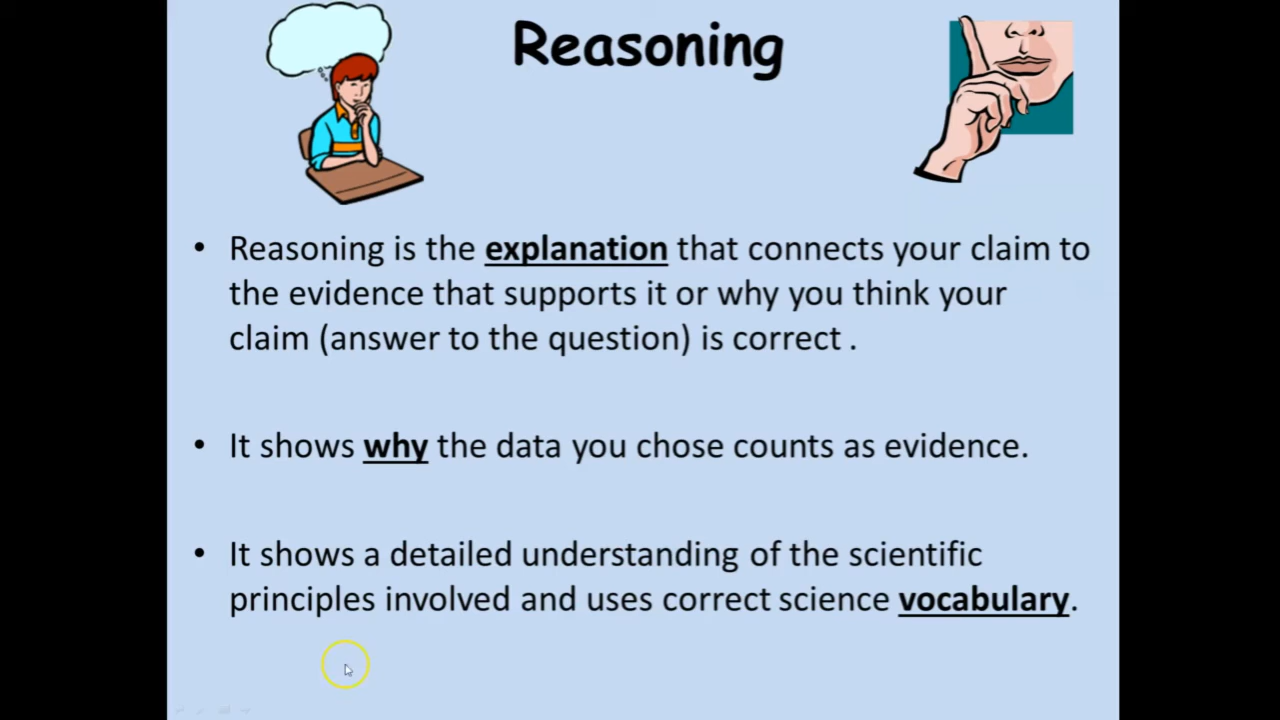 Reasoning
• Reasoning is the explanation that connects your claim to
the evidence that supports it or why you think your
claim (answer to the question) is correct .
• It shows why the data you chose counts as evidence.
• It shows a detailed understanding of the scientific
principles involved and uses correct science vocabulary.